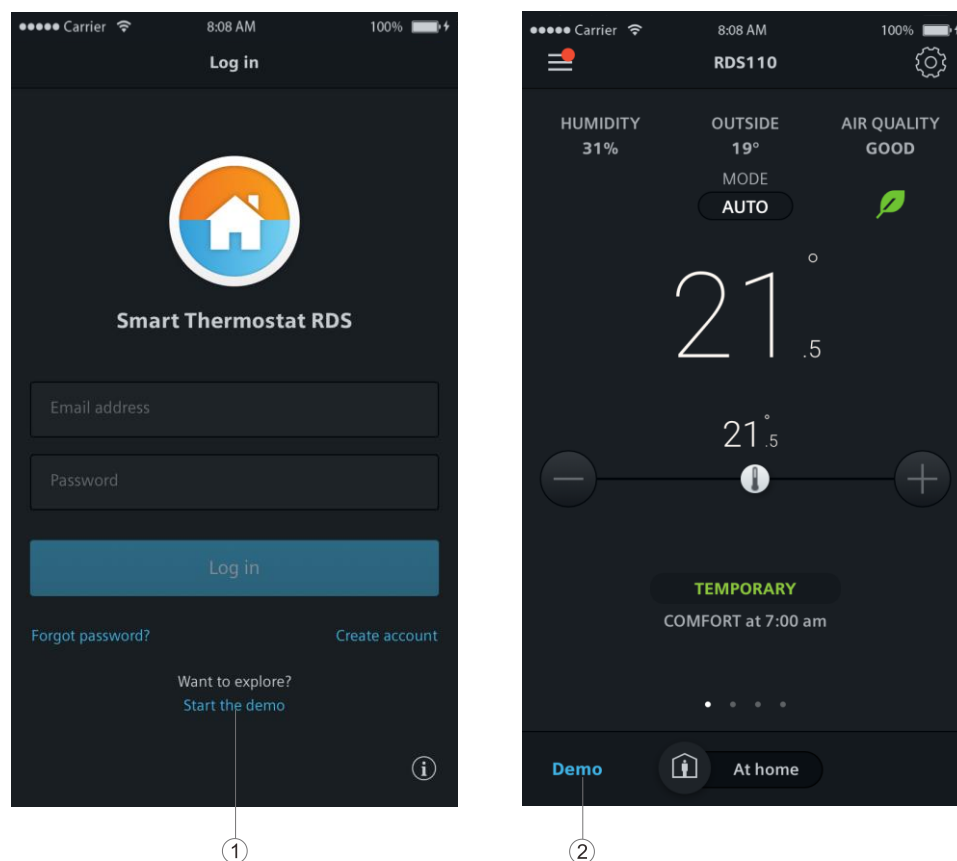 Carrier 8:08 AM 100%
Log in
Smart Thermostat RDS
Email address
Password
Log in
Forgot password? Create account
Want to explore?
Start the demo
i
1
Carrier 8:08 AM 100%
RDS110
HUMIDITY OUTSIDE AIR QUALITY
31% 19° GOOD
MODE
AUTO
21°.5
21°.5
TEMPORARY
COMFORT at 7:00 am
Demo At home
2